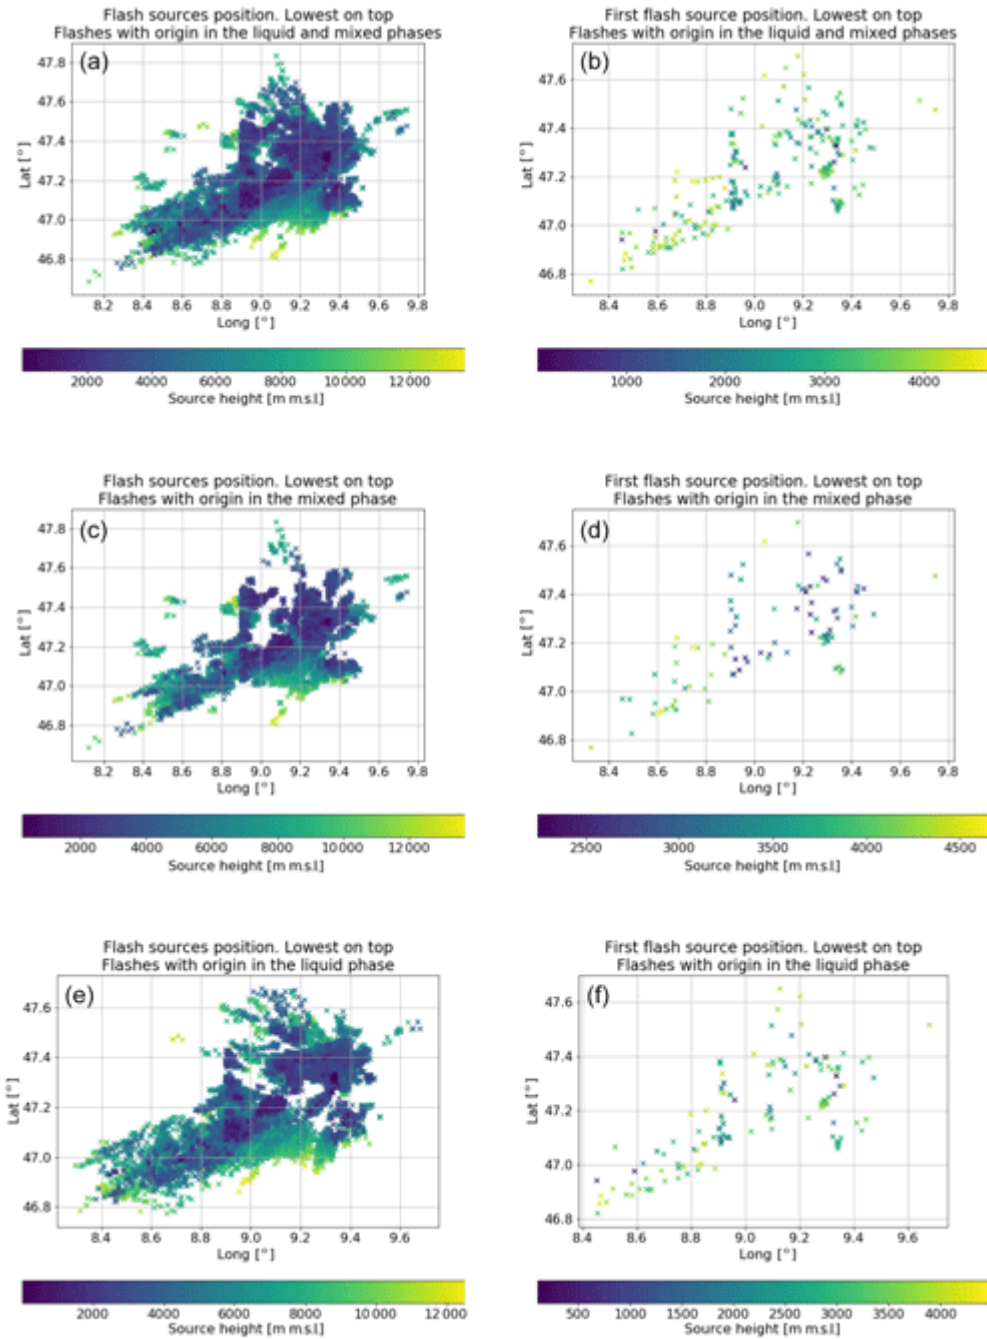 Flash sources position. Lowest on top
Flashes with origin in the liquid and mixed phases
(a)
47.8
47.6
47.4
47.2
47.0
46.8
Lat [°]
8.2 8.4 8.6 8.8 9.0 9.2 9.4 9.6 9.8
Long [°]
2000 4000 6000 8000 10000 12000
Source height [m m.s.l]
First flash source position. Lowest on top
Flashes with origin in the liquid and mixed phases
(b)
47.6
47.4
47.2
47.0
46.8
Lat [°]
8.4 8.6 8.8 9.0 9.2 9.4 9.6 9.8
Long [°]
1000 2000 3000 4000
Source height [m m.s.l]
Flash sources position. Lowest on top
Flashes with origin in the mixed phase
(c)
47.8
47.6
47.4
47.2
47.0
46.8
Lat [°]
8.2 8.4 8.6 8.8 9.0 9.2 9.4 9.6 9.8
Long [°]
2000 4000 6000 8000 10000 12000
Source height [m m.s.l]
First flash source position. Lowest on top
Flashes with origin in the mixed phase
(d)
47.6
47.4
47.2
47.0
46.8
Lat [°]
8.4 8.6 8.8 9.0 9.2 9.4 9.6 9.8
Long [°]
2500 3000 3500 4000 4500
Source height [m m.s.l]
Flash sources position. Lowest on top
Flashes with origin in the liquid phase
(e)
47.6
47.4
47.2
47.0
46.8
Lat [°]
8.4 8.6 8.8 9.0 9.2 9.4 9.6
Long [°]
2000 4000 6000 8000 10000 12000
Source height [m m.s.l]
First flash source position. Lowest on top
Flashes with origin in the liquid phase
(f)
47.6
47.4
47.2
47.0
46.8
Lat [°]
8.4 8.6 8.8 9.0 9.2 9.4 9.6
Long [°]
500 1000 1500 2000 2500 3000 3500 4000
Source height [m m.s.l]